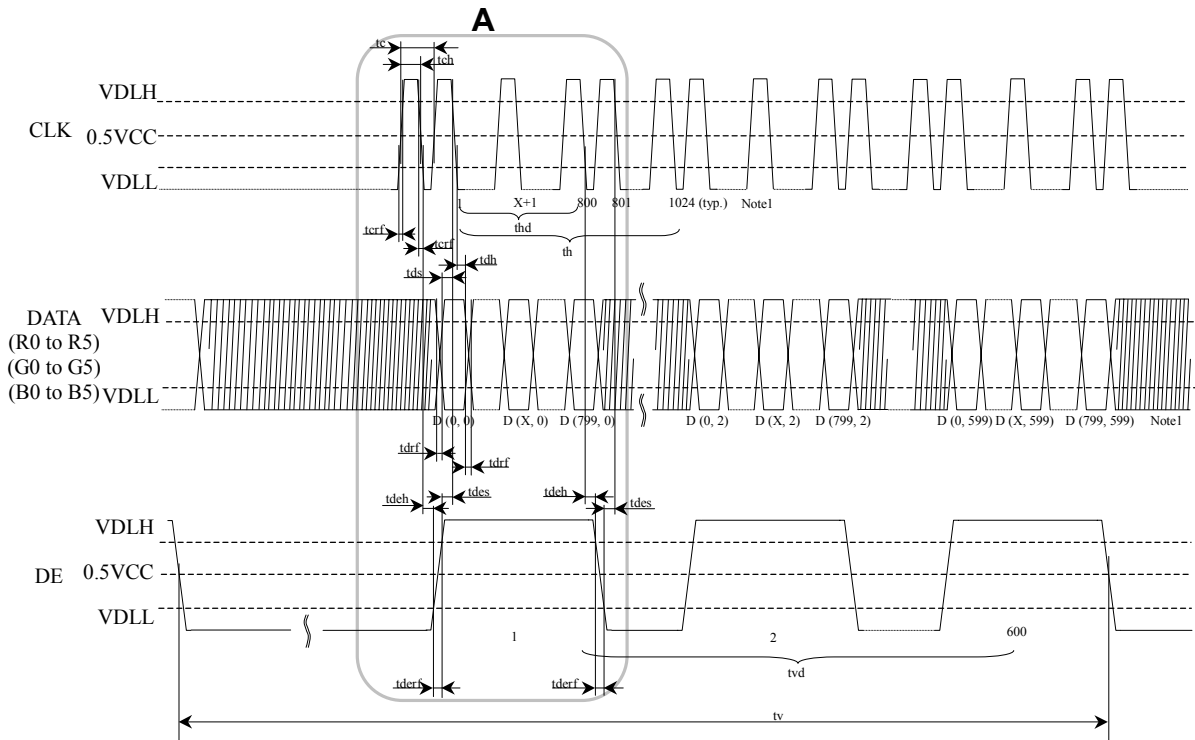 A
tc
tch
VDLH
CLK 0.5VCC
VDLL
1 X+1 800 801 1024 (typ.) Note1
thd
tcrf
tcrf
th
tdh
tds
DATA
(R0 to R5)
(G0 to G5)
(B0 to B5)
VDLH
VDLL
D (0, 0) D (X, 0) D (799, 0) D (0, 2) D (X, 2) D (799, 2) D (0, 599) D (X, 599) D (799, 599) Note1
tdrf
tdrf
tdeh tdes tdeh tdes
VDLH
DE 0.5VCC
VDLL
1 2 600
tvd
tderf tderf
tv